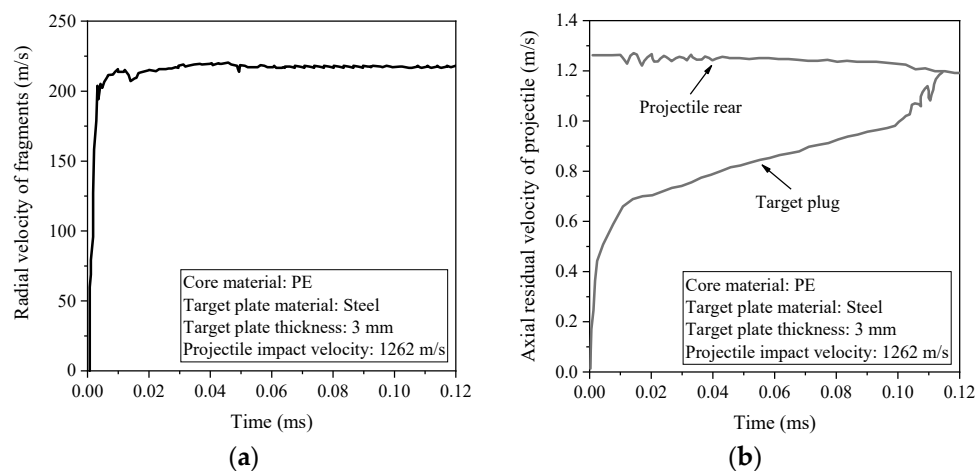 250
200
150
100
50
0
0.00 0.02 0.04 0.06 0.08 0.10 0.12
Radial velocity of fragments (m/s)
Time (ms)
Core material: PE
Target plate material: Steel
Target plate thickness: 3 mm
Projectile impact velocity: 1262 m/s
(a)
1.4
1.2
1.0
0.8
0.6
0.4
0.2
0.0
0.00 0.02 0.04 0.06 0.08 0.10 0.12
Axial residual velocity of projectile (m/s)
Time (ms)
Projectile rear
Target plug
Core material: PE
Target plate material: Steel
Target plate thickness: 3 mm
Projectile impact velocity: 1262 m/s
(b)